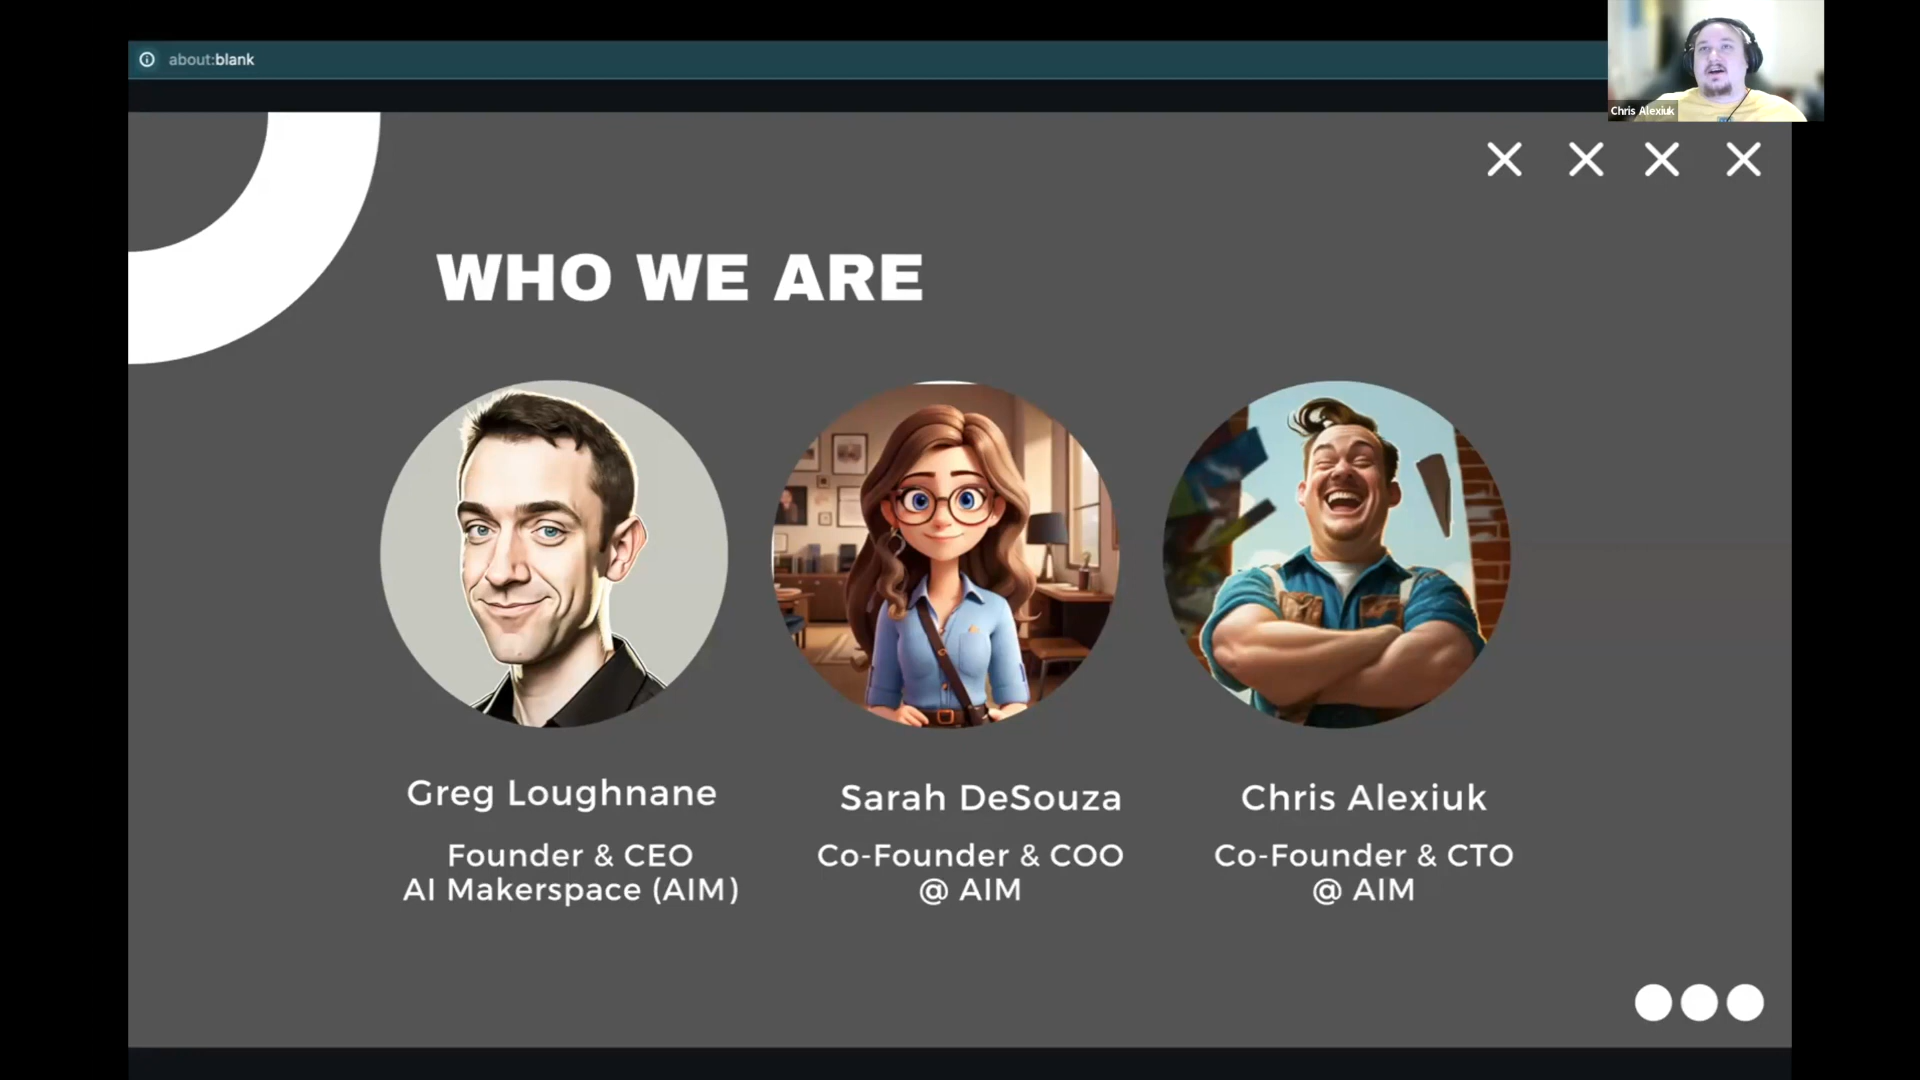 about:blank
Chris Alexiuk
WHO WE ARE
Greg Loughnane
Founder & CEO
AI Makerspace (AIM)
Sarah DeSouza
Co-Founder & COO
@ AIM
Chris Alexiuk
Co-Founder & CTO
@ AIM